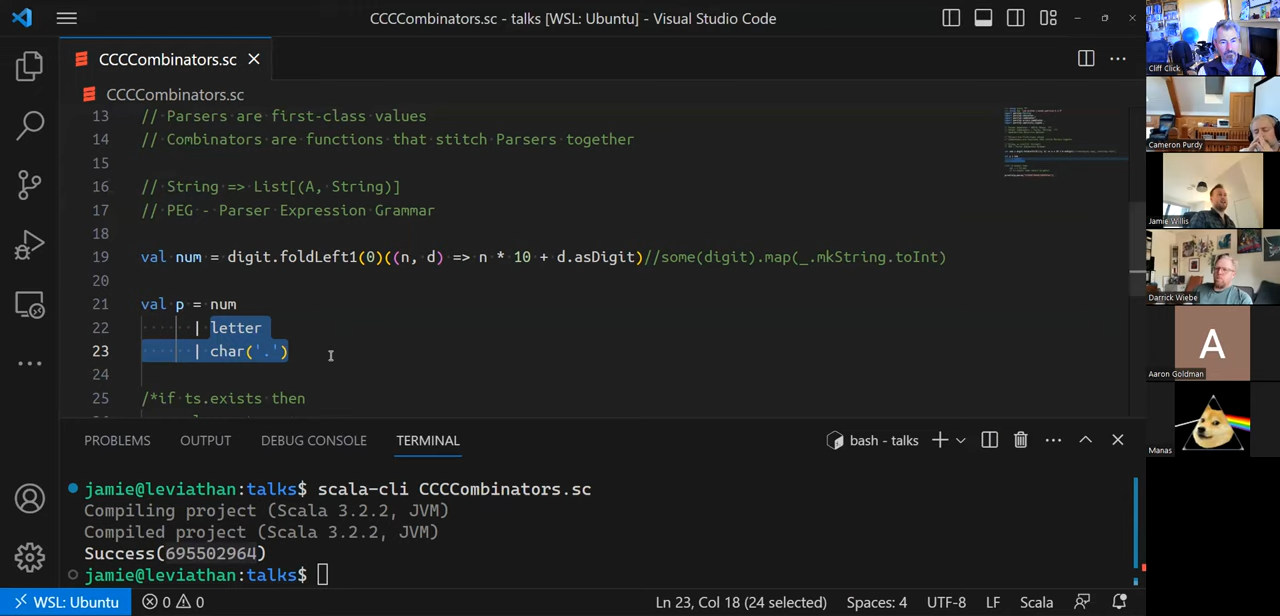 CCCCombinators.sc - talks [WSL: Ubuntu] - Visual Studio Code
CCCCombinators.sc
CCCCombinators.sc
13 // Parsers are first-class values
14 // Combinators are functions that stitch Parsers together
15
16 // String => List[(A, String)]
17 // PEG - Parser Expression Grammar
18
19 val num = digit.foldLeft1(0)((n, d) => n * 10 + d.asDigit)//some(digit).map(_.mkString.toInt)
20
21 val p = num
22 | letter
23 | char('.')
24
25 /*if ts.exists then
PROBLEMS OUTPUT DEBUG CONSOLE TERMINAL
bash - talks
jamie@leviathan:talks$ scala-cli CCCCombinators.sc
Compiling project (Scala 3.2.2, JVM)
Compiled project (Scala 3.2.2, JVM)
Success(695502964)
jamie@leviathan:talks$
WSL: Ubuntu 0 0 Ln 23, Col 18 (24 selected) Spaces: 4 UTF-8 LF Scala
Cliff Click
Cameron Purdy
Jamie Willis
Darrick Wiebe
A
Aaron Goldman
Manas